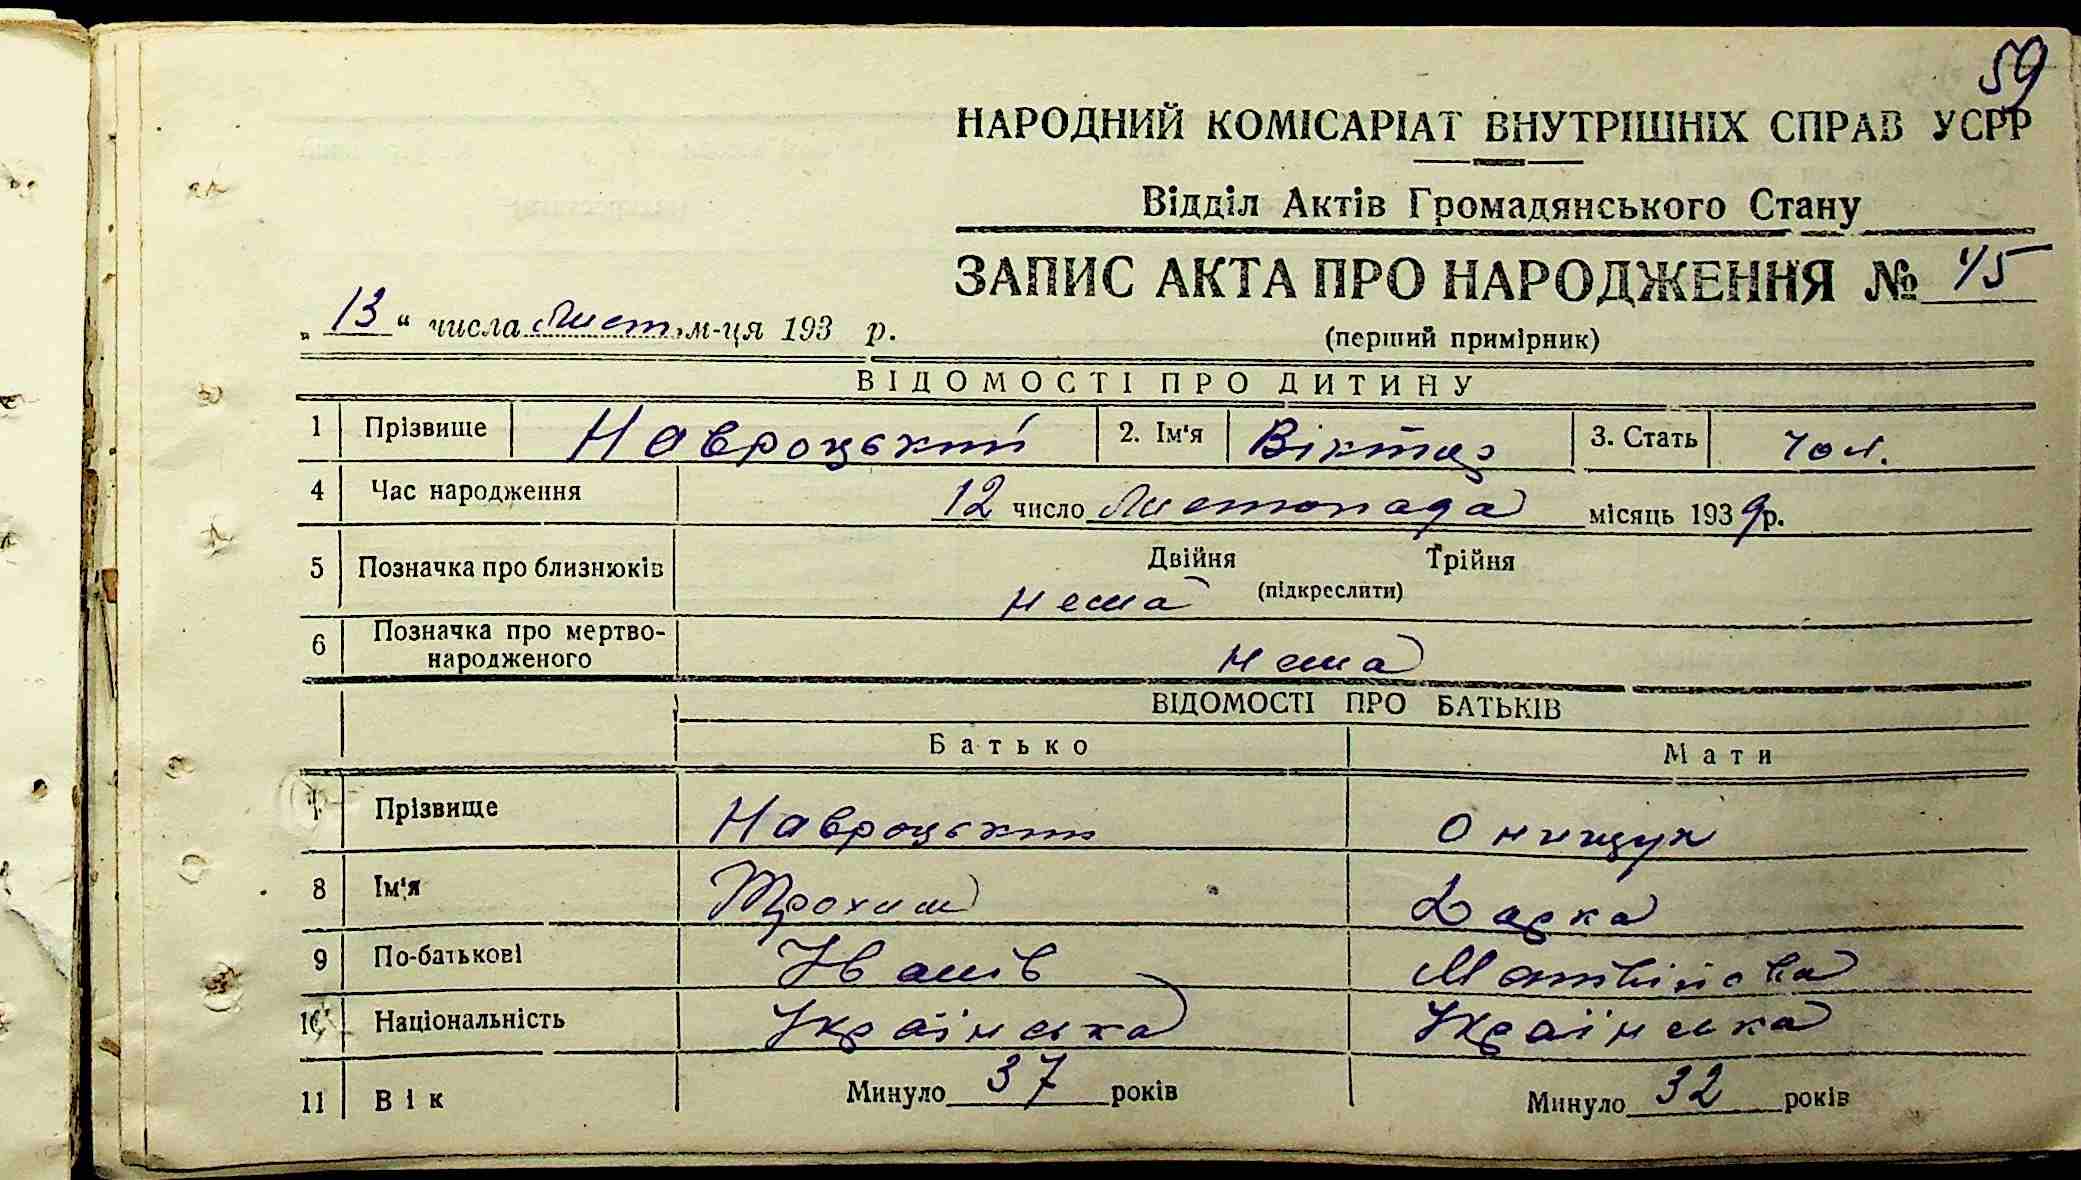 59
НАРОДНИЙ КОМІСАРІАТ ВНУТРІШНІХ СПРАВ УСРР
Відділ Актів Громадянського Стану
ЗАПИС АКТА ПРО НАРОДЖЕННЯ № 45
„13“ числа лист. м-ця 193 р.
(перший примірник)
ВІДОМОСТІ ПРО ДИТИНУ
1 Прізвище Навроцький 2. Ім'я Віктор 3. Стать чол.
4 Час народження 12 число листопада місяць 1939р.
5 Позначка про близнюків Двійня Трійня
нема (підкреслити)
6 Позначка про мертво-
народженого нема
ВІДОМОСТІ ПРО БАТЬКІВ
Батько Мати
7 Прізвище Навроцький Онищук
8 Ім'я Трохим Дарка
9 По-батькові Іванів
10 Національність Українська Українська
11 Вік Минуло 37 років Минуло 32 років